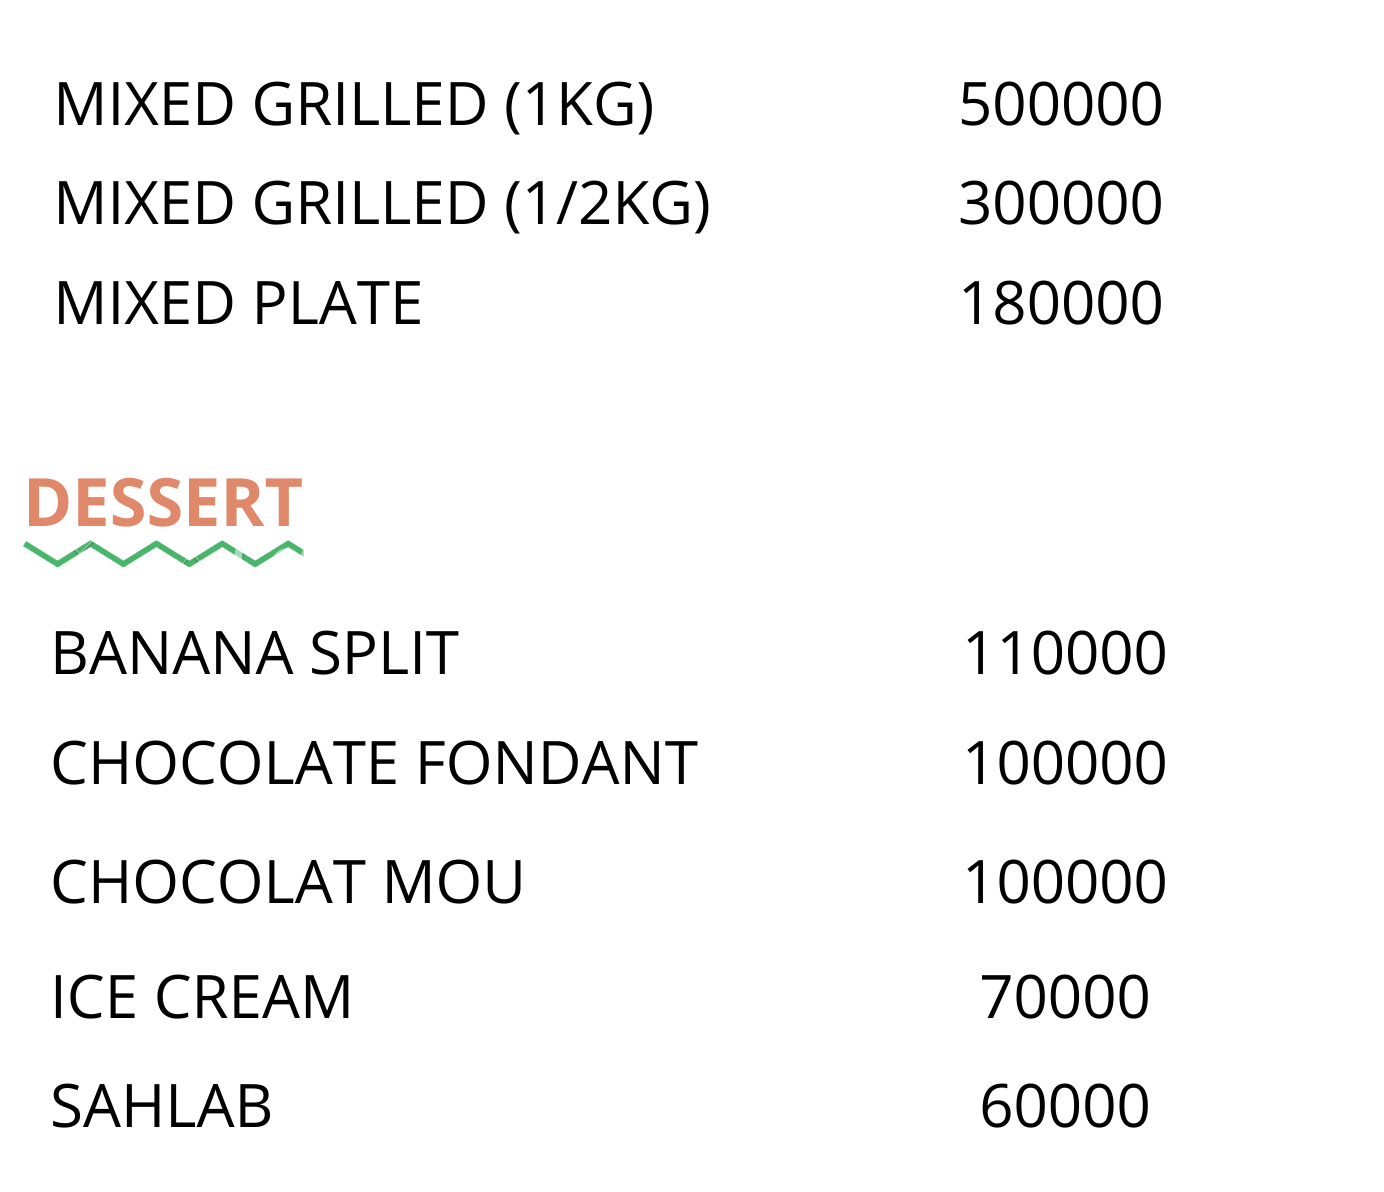 MIXED GRILLED (1KG) 500000
MIXED GRILLED (1/2KG) 300000
MIXED PLATE 180000
DESSERT
BANANA SPLIT 110000
CHOCOLATE FONDANT 100000
CHOCOLAT MOU 100000
ICE CREAM 70000
SAHLAB 60000